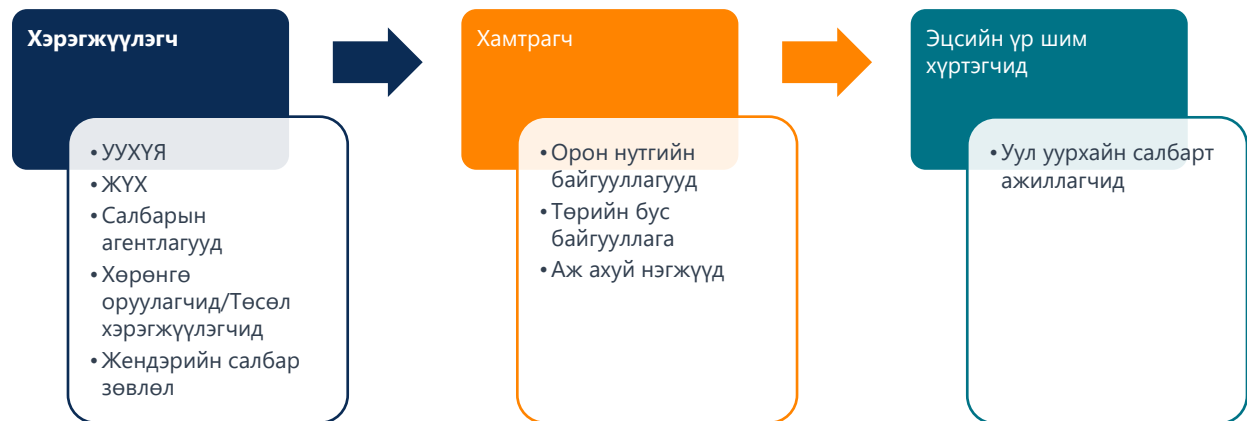 Хэрэгжүүлэгч
• УУХҮЯ
• ЖҮХ
• Салбарын
агентлагууд
• Хөрөнгө
оруулагчид/Төсөл
хэрэгжүүлэгчид
• Жендэрийн салбар
зөвлөл
Хамтрагч
• Орон нутгийн
байгууллагууд
• Төрийн бус
байгууллага
• Аж ахуй нэгжүүд
Эцсийн үр шим
хүртэгчид
• Уул уурхайн салбарт
ажиллагчид